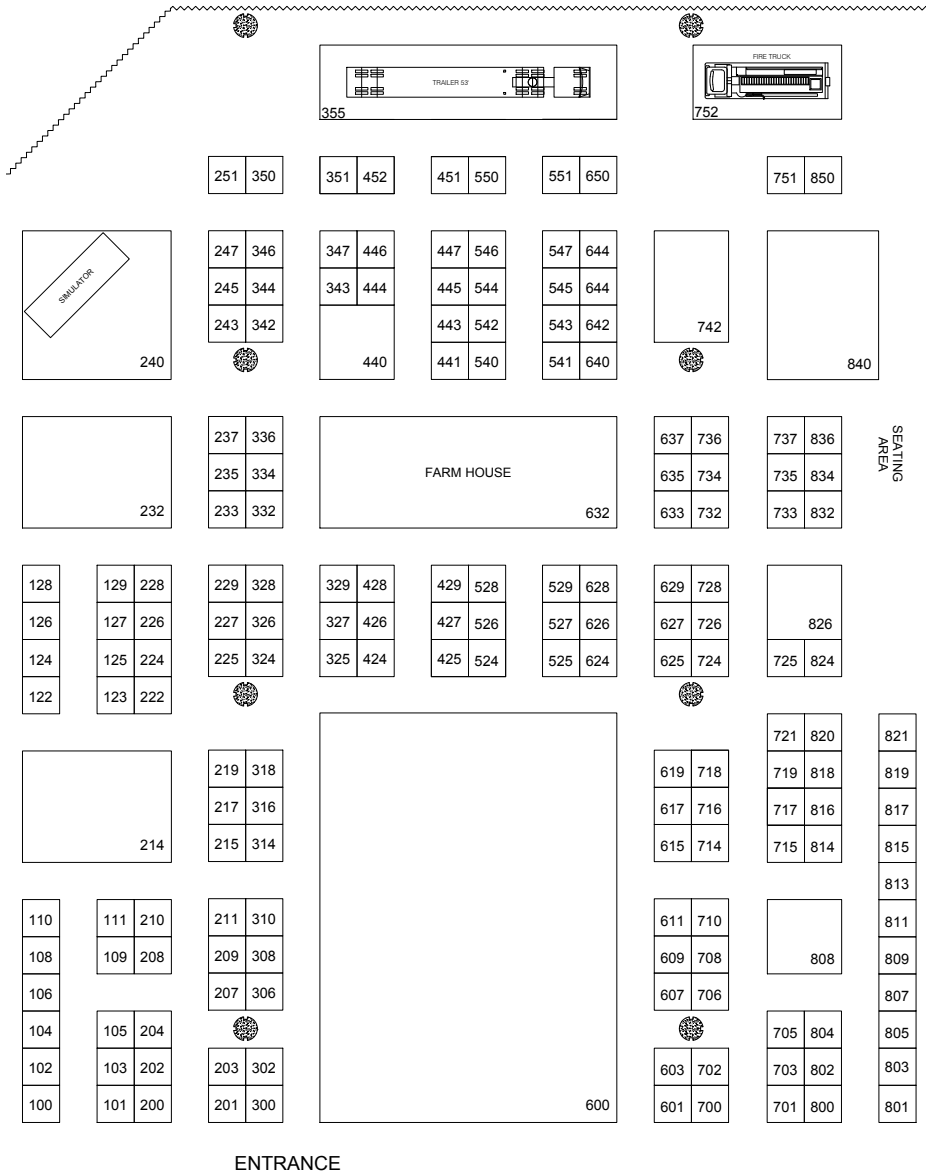 FIRE TRUCK
TRAILER 53'
355
752
251 350 351 452 451 550 551 650 751 850
247 346 347 446 447 546 547 644
SIMULATOR
245 344 343 444 445 544 545 644
243 342 443 542 543 642 742
240 440 441 540 541 640 840
237 336 637 736 737 836
SEATING
AREA
235 334 FARM HOUSE 635 734 735 834
232 233 332 632 633 732 733 832
128 129 228 229 328 329 428 429 528 529 628 629 728
126 127 226 227 326 327 426 427 526 527 626 627 726 826
124 125 224 225 324 325 424 425 524 525 624 625 724 725 824
122 123 222
721 820 821
219 318 619 718 719 818 819
217 316 617 716 717 816 817
214 215 314 615 714 715 814 815
813
110 111 210 211 310 611 710 811
108 109 208 209 308 609 708 808 809
106 207 306 607 706 807
104 105 204 705 804 805
102 103 202 203 302 603 702 703 802 803
100 101 200 201 300 600 601 700 701 800 801
ENTRANCE